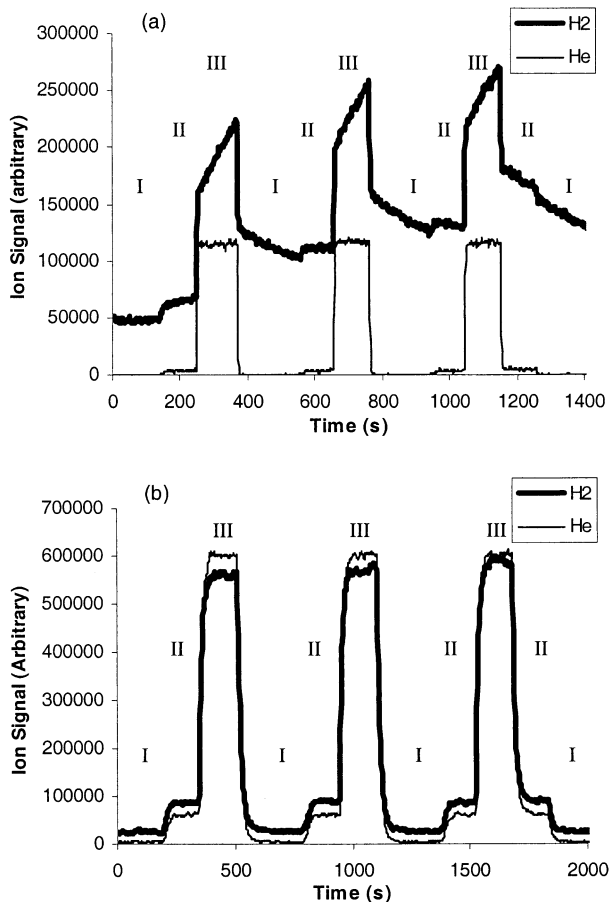 (a)
H2
He
300000
250000
200000
150000
100000
50000
0
III III III
II II II II
I I I I
0 200 400 600 800 1000 1200 1400
Time (s)
Ion Signal (arbitrary)
(b)
H2
He
700000
600000
500000
400000
300000
200000
100000
0
III III III
II II II II
I I I I
0 500 1000 1500 2000
Time (s)
Ion Signal (Arbitrary)